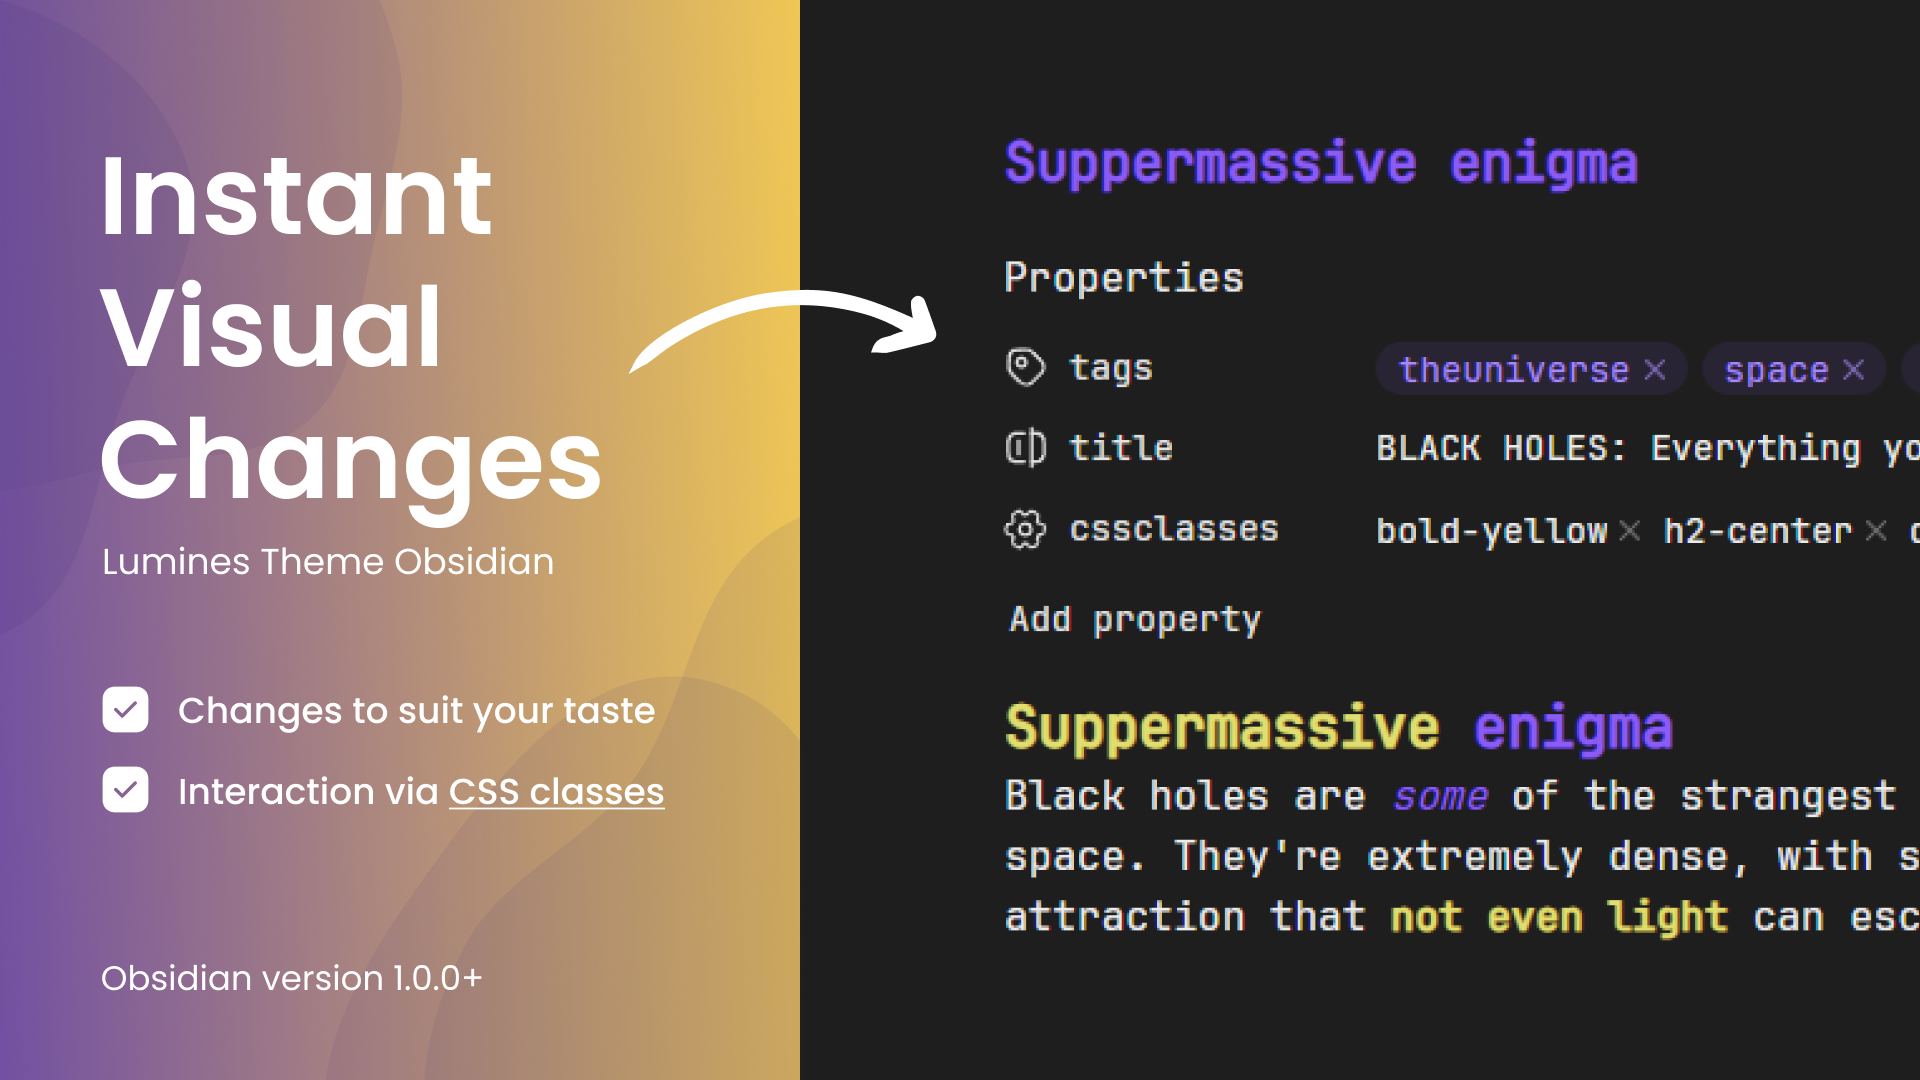 Instant
Visual
Changes
Lumines Theme Obsidian
Changes to suit your taste
Interaction via CSS classes
Obsidian version 1.0.0+
Suppermassive enigma
Properties
tags theuniverse space
title BLACK HOLES: Everything yo
cssclasses bold-yellow h2-center
Add property
Suppermassive enigma
Black holes are some of the strangest
space. They're extremely dense, with s
attraction that not even light can esc